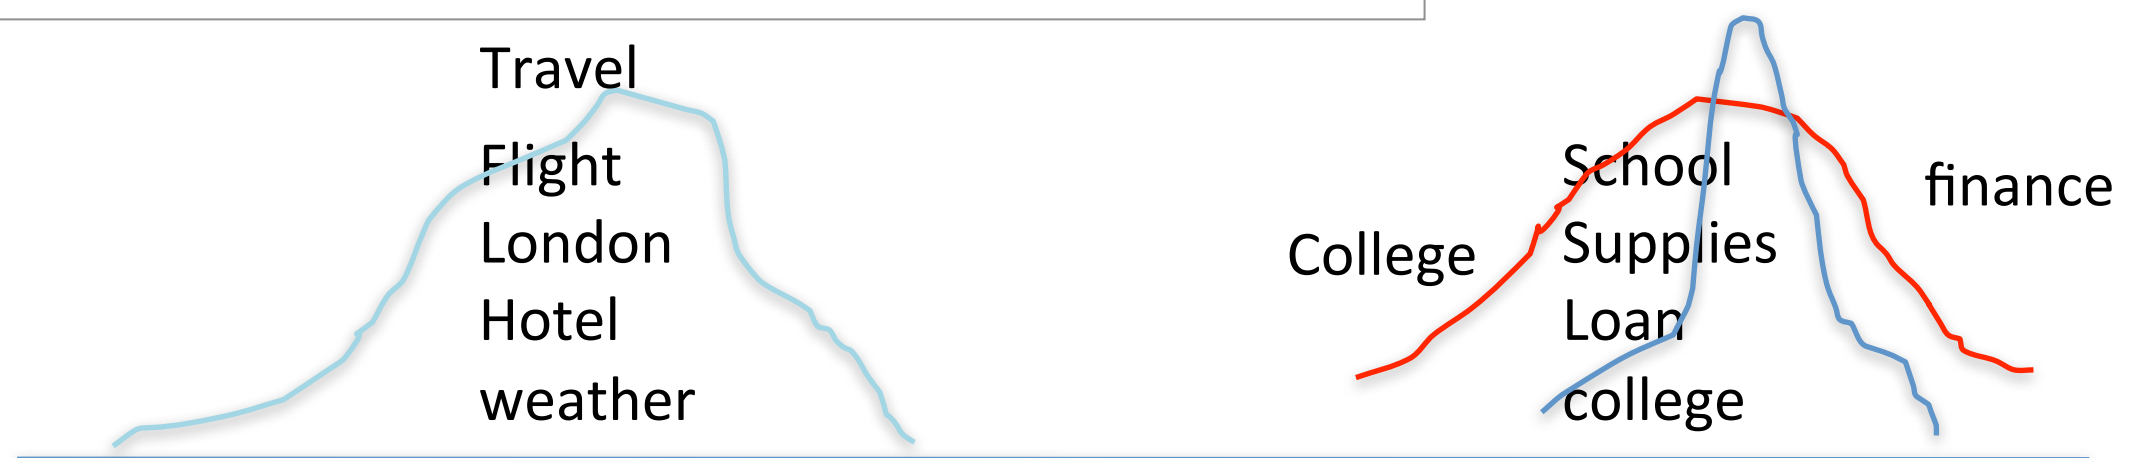 Travel
Flight
London
Hotel
weather
College
School
Supplies
Loan
college
finance